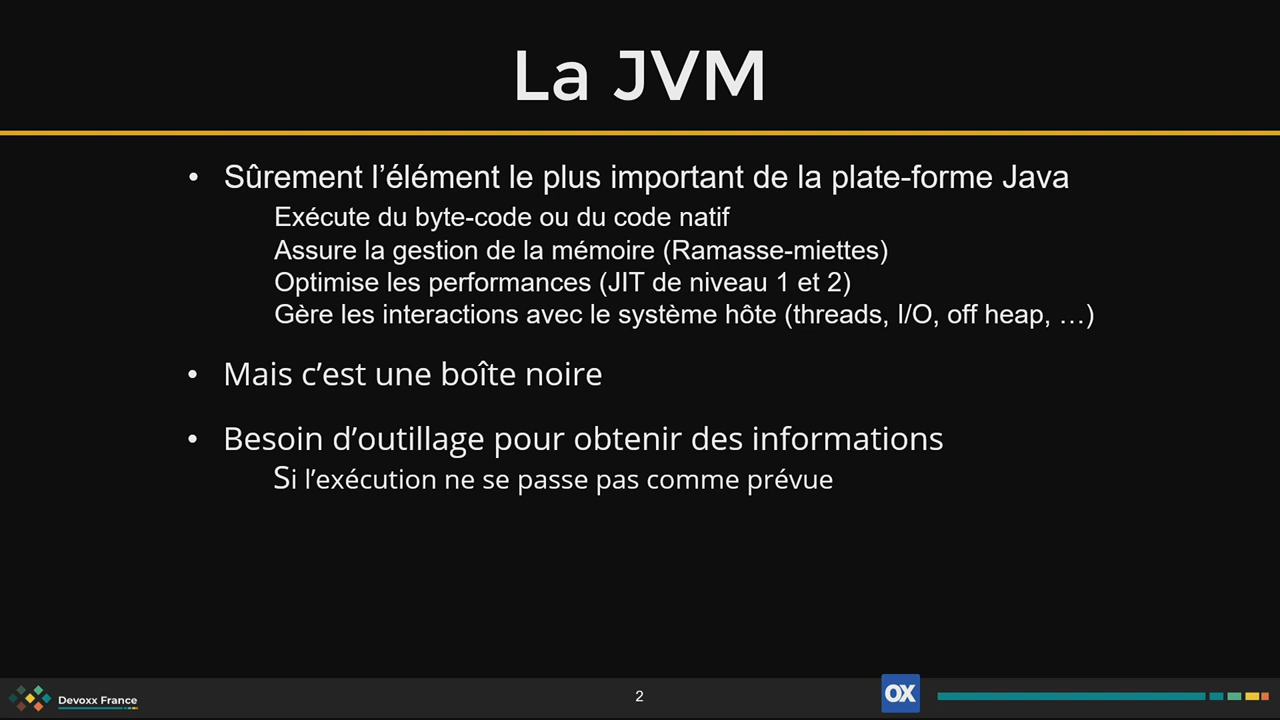 La JVM
• Sûrement l’élément le plus important de la plate-forme Java
Exécute du byte-code ou du code natif
Assure la gestion de la mémoire (Ramasse-miettes)
Optimise les performances (JIT de niveau 1 et 2)
Gère les interactions avec le système hôte (threads, I/O, off heap, …)
• Mais c’est une boîte noire
• Besoin d’outillage pour obtenir des informations
Si l’exécution ne se passe pas comme prévue
Devoxx France
2
OX